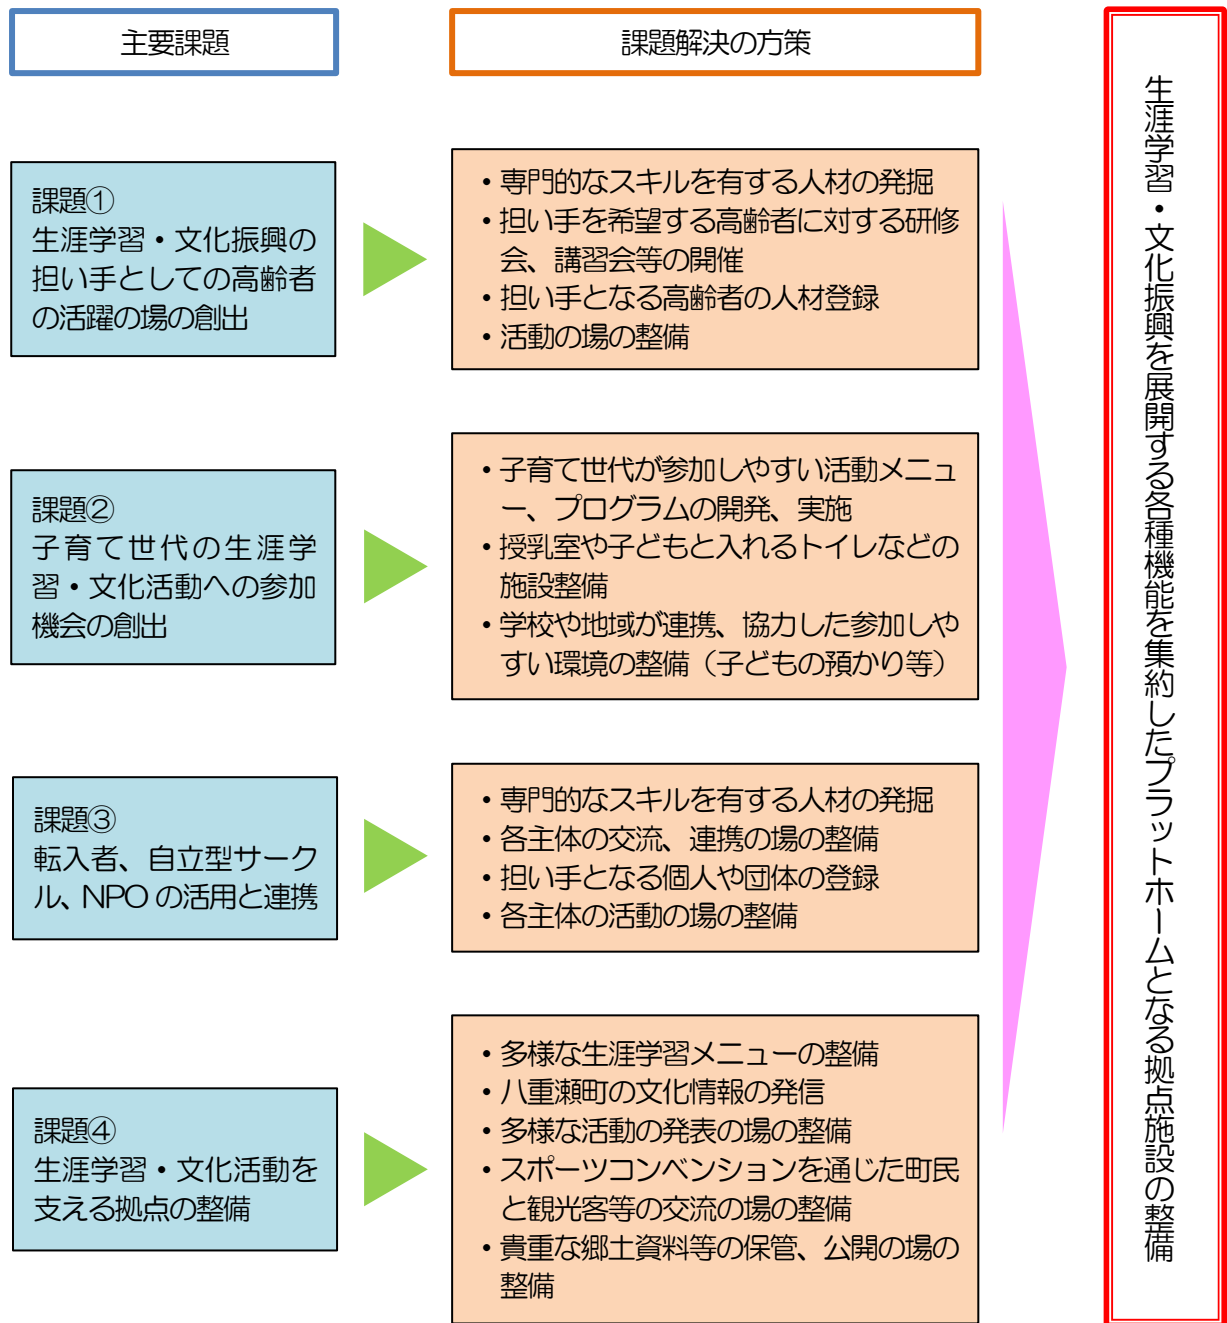 主要課題
課題解決の方策
課題①
生涯学習・文化振興の
担い手としての高齢者
の活躍の場の創出
・専門的なスキルを有する人材の発掘
・担い手を希望する高齢者に対する研修
会、講習会等の開催
・担い手となる高齢者の人材登録
・活動の場の整備
課題②
子育て世代の生涯学
習・文化活動への参加
機会の創出
・子育て世代が参加しやすい活動メニュ
ー、プログラムの開発、実施
・授乳室や子どもと入れるトイレなどの
施設整備
・学校や地域が連携、協力した参加しや
すい環境の整備（子どもの預かり等）
課題③
転入者、自立型サーク
ル、NPO の活用と連携
・専門的なスキルを有する人材の発掘
・各主体の交流、連携の場の整備
・担い手となる個人や団体の登録
・各主体の活動の場の整備
課題④
生涯学習・文化活動を
支える拠点の整備
・多様な生涯学習メニューの整備
・八重瀬町の文化情報の発信
・多様な活動の発表の場の整備
・スポーツコンベンションを通じた町民
と観光客等の交流の場の整備
・貴重な郷土資料等の保管、公開の場の
整備
生涯学習・文化振興を展開する各種機能を集約したプラットホームとなる拠点施設の整備